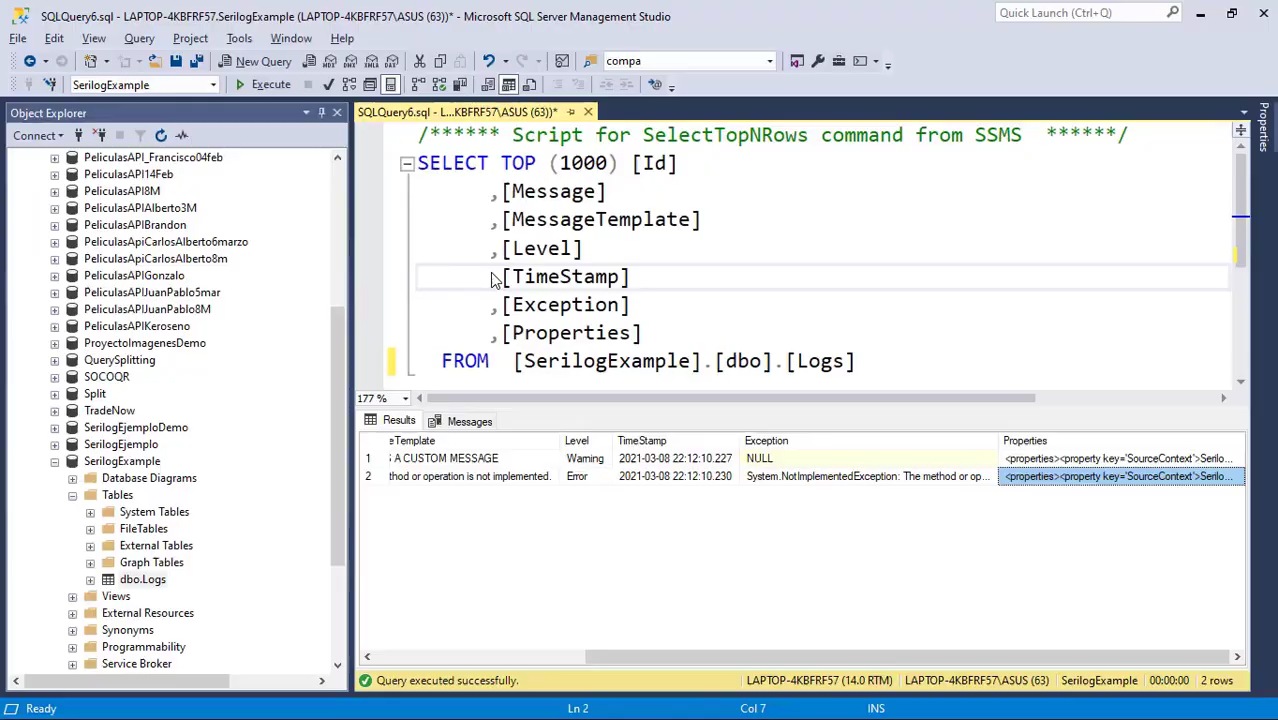 SQLQuery6.sql - LAPTOP-4KBFRF57.SerilogExample (LAPTOP-4KBFRF57\ASUS (63))* - Microsoft SQL Server Management Studio
Quick Launch (Ctrl+Q)
File Edit View Query Project Tools Window Help
New Query
compa
SerilogExample
Execute
Object Explorer
Connect
PeliculasAPI_Francisco04feb
PeliculasAPI14Feb
PeliculasAPI8M
PeliculasAPIAlberto3M
PeliculasAPIBrandon
PeliculasApiCarlosAlberto6marzo
PeliculasApiCarlosAlberto8m
PeliculasAPIGonzalo
PeliculasAPIJuanPablo5mar
PeliculasAPIJuanPablo8M
PeliculasAPIKeroseno
ProyectoImagenesDemo
QuerySplitting
SOCOQR
Split
TradeNow
SerilogEjemploDemo
SerilogEjemplo
SerilogExample
Database Diagrams
Tables
System Tables
FileTables
External Tables
Graph Tables
dbo.Logs
Views
External Resources
Synonyms
Programmability
Service Broker
SQLQuery6.sql - L...KBFRF57\ASUS (63))*
/****** Script for SelectTopNRows command from SSMS ******/
SELECT TOP (1000) [Id]
,[Message]
,[MessageTemplate]
,[Level]
,[TimeStamp]
,[Exception]
,[Properties]
FROM [SerilogExample].[dbo].[Logs]
177 %
Results Messages
eTemplate Level TimeStamp Exception Properties
1 A CUSTOM MESSAGE Warning 2021-03-08 22:12:10.227 NULL <properties><property key='SourceContext'>Serilo...
2 thod or operation is not implemented. Error 2021-03-08 22:12:10.230 System.NotImplementedException: The method or op... <properties><property key='SourceContext'>Serilo...
Query executed successfully. LAPTOP-4KBFRF57 (14.0 RTM) LAPTOP-4KBFRF57\ASUS (63) SerilogExample 00:00:00 2 rows
Properties
Ready Ln 2 Col 7 INS